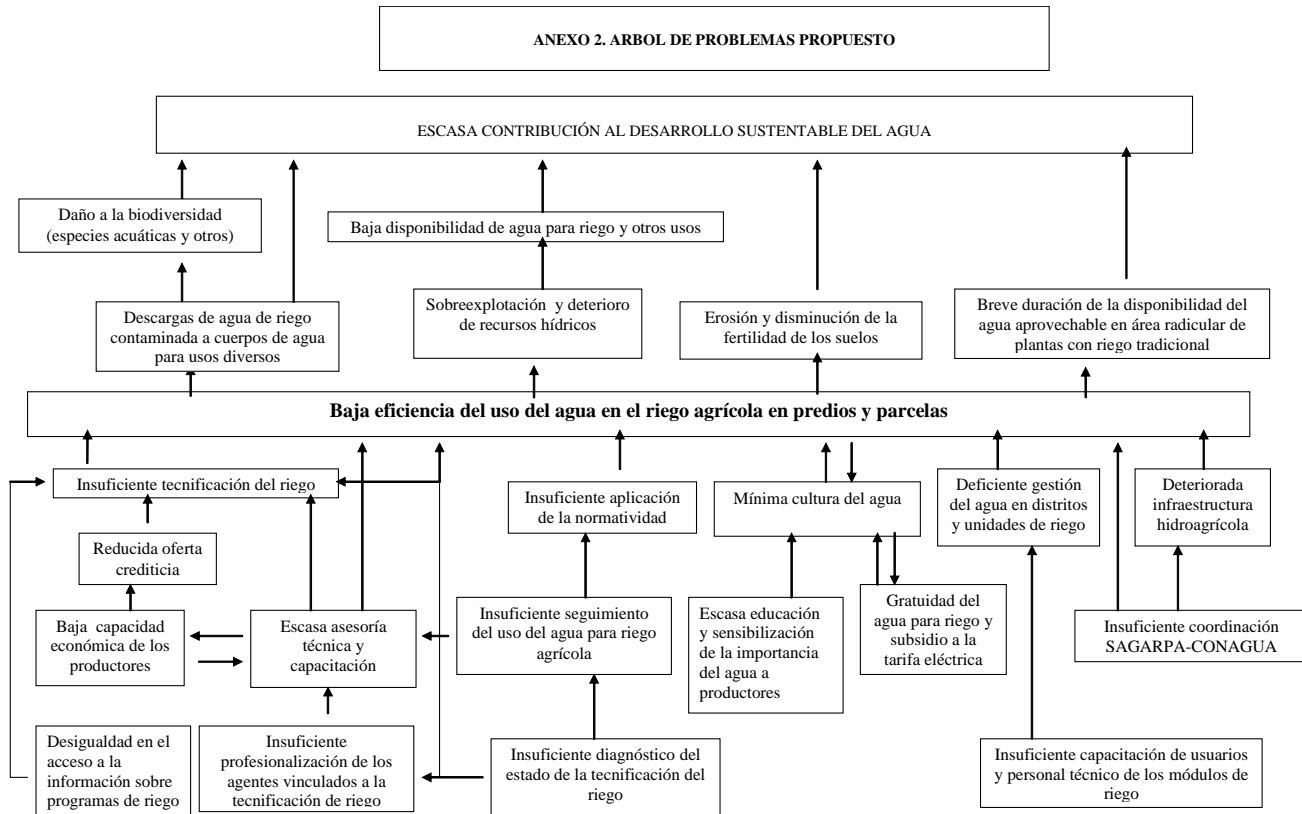 ANEXO 2. ARBOL DE PROBLEMAS PROPUESTO
ESCASA CONTRIBUCIÓN AL DESARROLLO SUSTENTABLE DEL AGUA
Daño a la biodiversidad
(especies acuáticas y otros)
Baja disponibilidad de agua para riego y otros usos
Descargas de agua de riego
contaminada a cuerpos de agua
para usos diversos
Sobreexplotación y deterioro
de recursos hídricos
Erosión y disminución de la
fertilidad de los suelos
Breve duración de la disponibilidad del
agua aprovechable en área radicular de
plantas con riego tradicional
Baja eficiencia del uso del agua en el riego agrícola en predios y parcelas
Insuficiente tecnificación del riego
Insuficiente aplicación
de la normatividad
Mínima cultura del agua
Deficiente gestión
del agua en distritos
y unidades de riego
Deteriorada
infraestructura
hidroagrícola
Reducida oferta
crediticia
Baja capacidad
económica de los
productores
Escasa asesoría
técnica y
capacitación
Insuficiente seguimiento
del uso del agua para riego
agrícola
Escasa educación
y sensibilización
de la importancia
del agua a
productores
Gratuidad del
agua para riego y
subsidio a la
tarifa eléctrica
Insuficiente coordinación
SAGARPA-CONAGUA
Desigualdad en el
acceso a la
información sobre
programas de riego
Insuficiente
profesionalización de los
agentes vinculados a la
tecnificación de riego
Insuficiente diagnóstico del
estado de la tecnificación del
riego
Insuficiente capacitación de usuarios
y personal técnico de los módulos de
riego